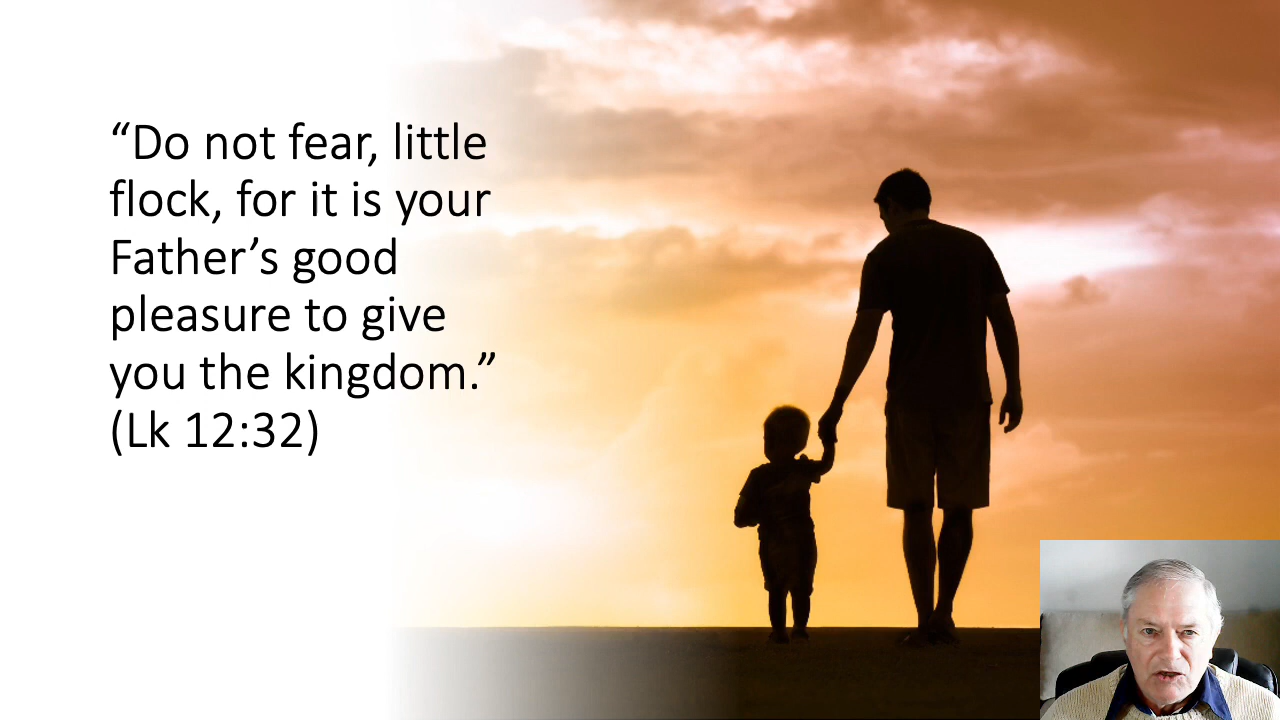 “Do not fear, little
flock, for it is your
Father’s good
pleasure to give
you the kingdom.”
(Lk 12:32)